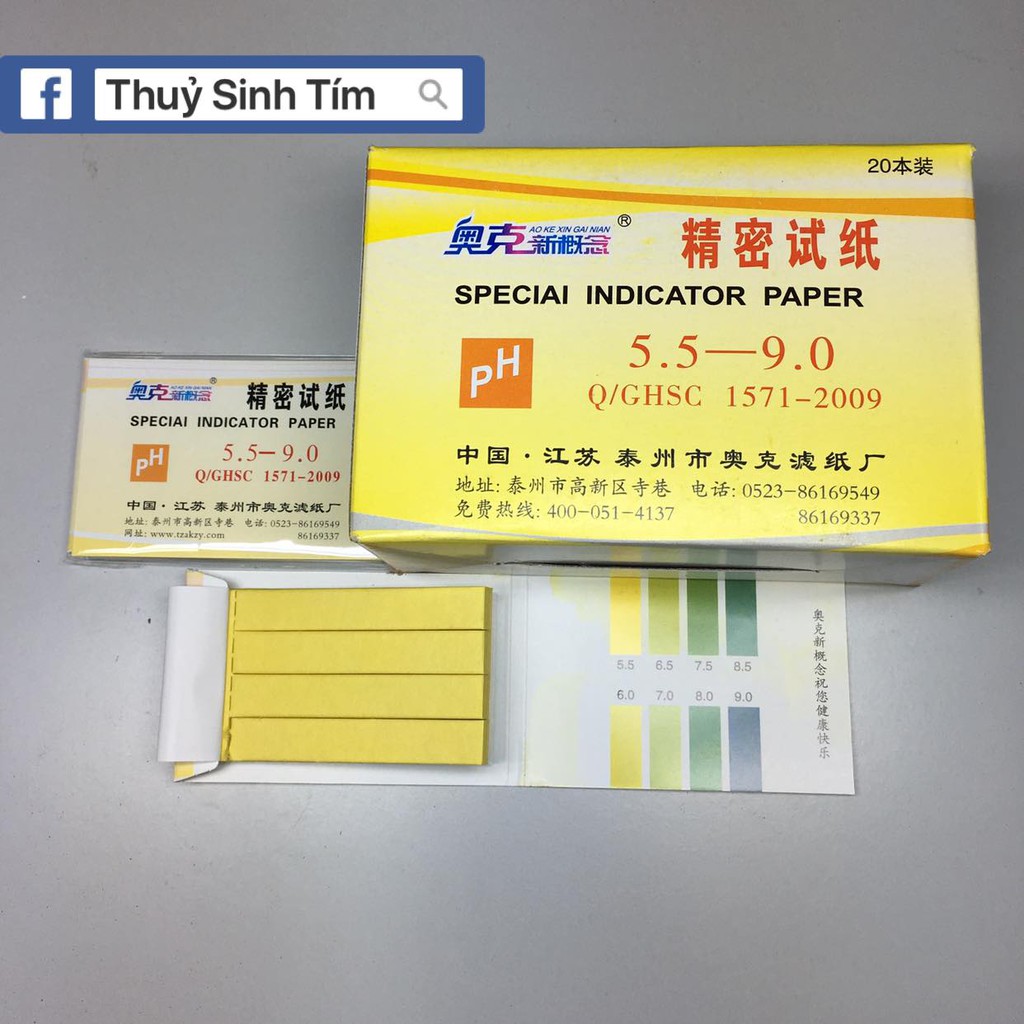 Thuỷ Sinh Tím
20本装
奥克 AO KE XIN GAI NIAN 新概念 ®
精密试纸
SPECIAI INDICATOR PAPER
pH
5.5—9.0
Q/GHSC 1571-2009
中国·江苏 泰州市奥克滤纸厂
地址: 泰州市高新区寺巷 电话: 0523-86169549
免费热线: 400-051-4137 86169337
奥克 AO KE XIN GAI NIAN 新概念 ®
精密试纸
SPECIAI INDICATOR PAPER
pH
5.5—9.0
Q/GHSC 1571-2009
中国·江苏 泰州市奥克滤纸厂
地址: 泰州市高新区寺巷 电话: 0523-86169549
网址: www.tzakzy.com 86169337
5.5 6.5 7.5 8.5
6.0 7.0 8.0 9.0
奥克新概念祝您健康快乐